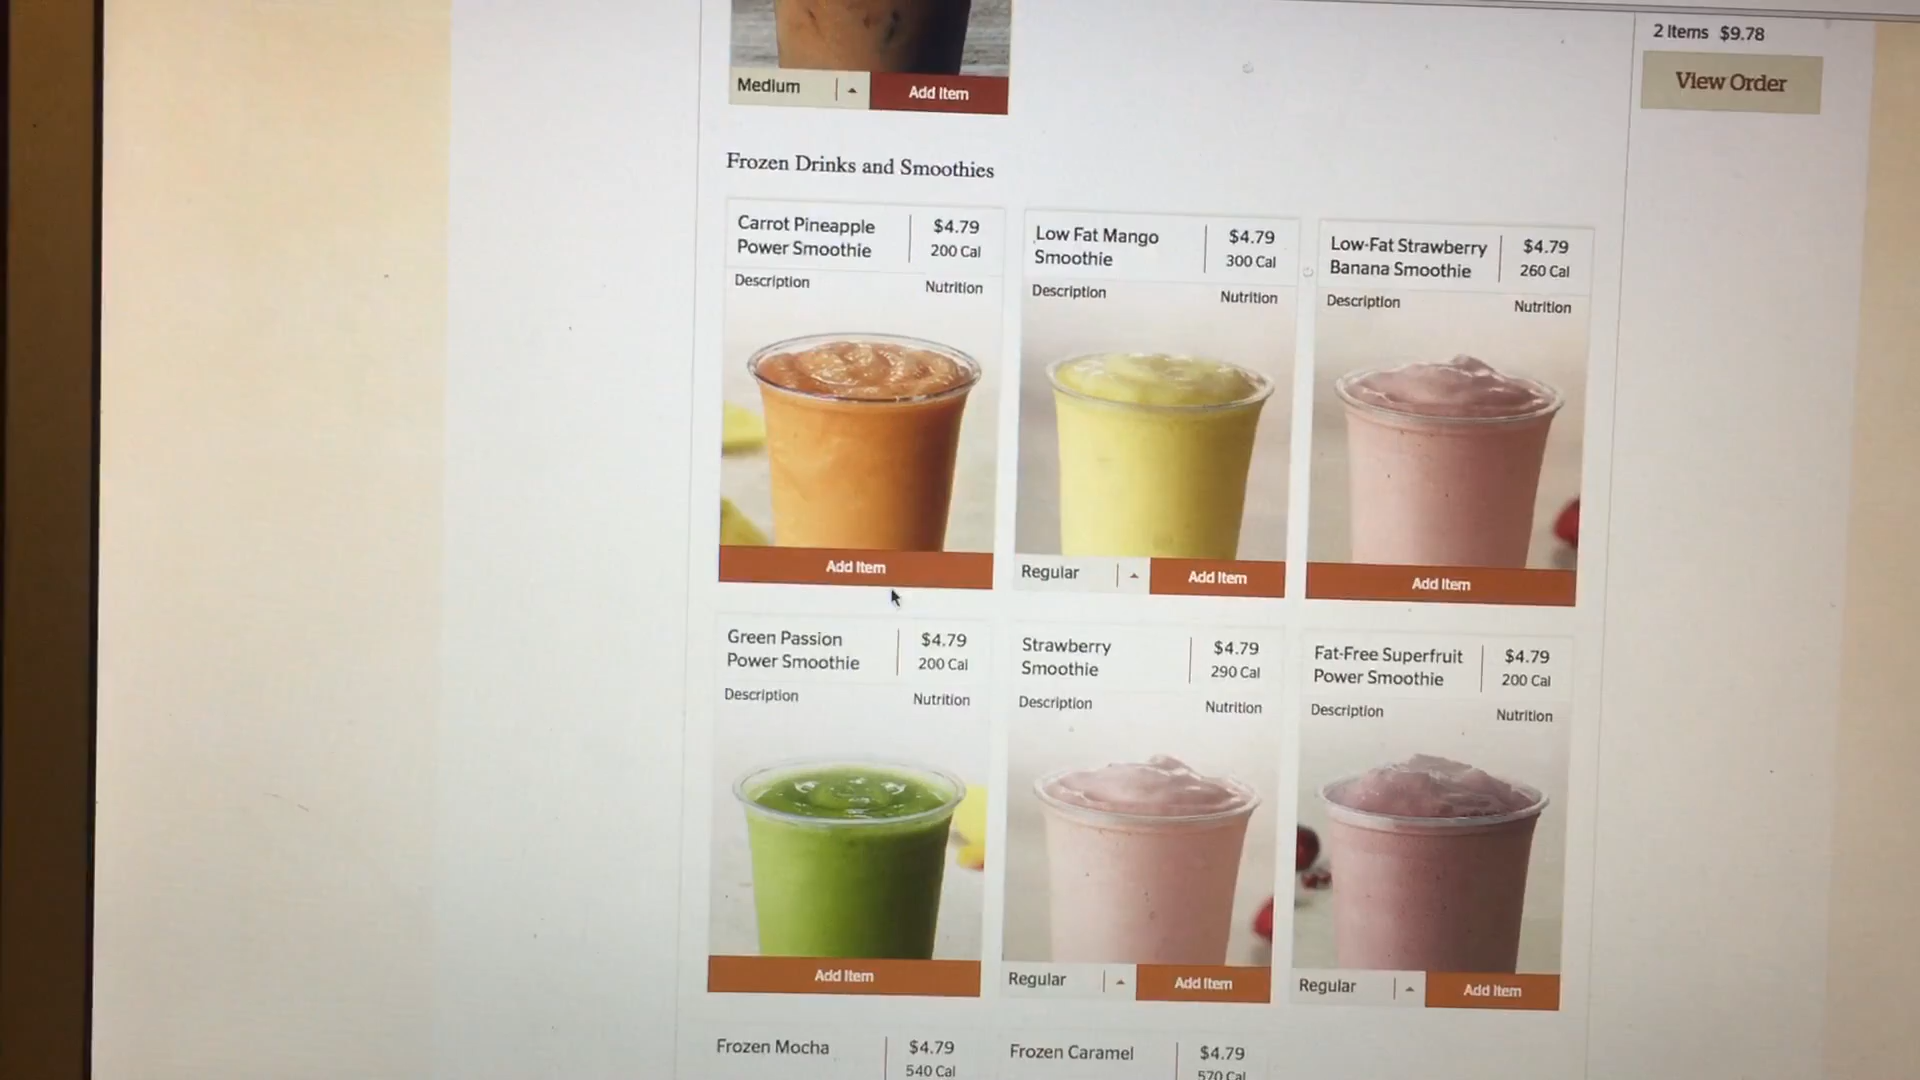 2 Items $9.78
View Order
Medium
Add Item
Frozen Drinks and Smoothies
Carrot Pineapple
Power Smoothie
$4.79
200 Cal
Description
Nutrition
Add Item
Low Fat Mango
Smoothie
$4.79
300 Cal
Description
Nutrition
Regular
Add Item
Low-Fat Strawberry
Banana Smoothie
$4.79
260 Cal
Description
Nutrition
Add Item
Green Passion
Power Smoothie
$4.79
200 Cal
Description
Nutrition
Add Item
Strawberry
Smoothie
$4.79
290 Cal
Description
Nutrition
Regular
Add Item
Fat-Free Superfruit
Power Smoothie
$4.79
200 Cal
Description
Nutrition
Regular
Add Item
Frozen Mocha
$4.79
540 Cal
Frozen Caramel
$4.79
570 Cal